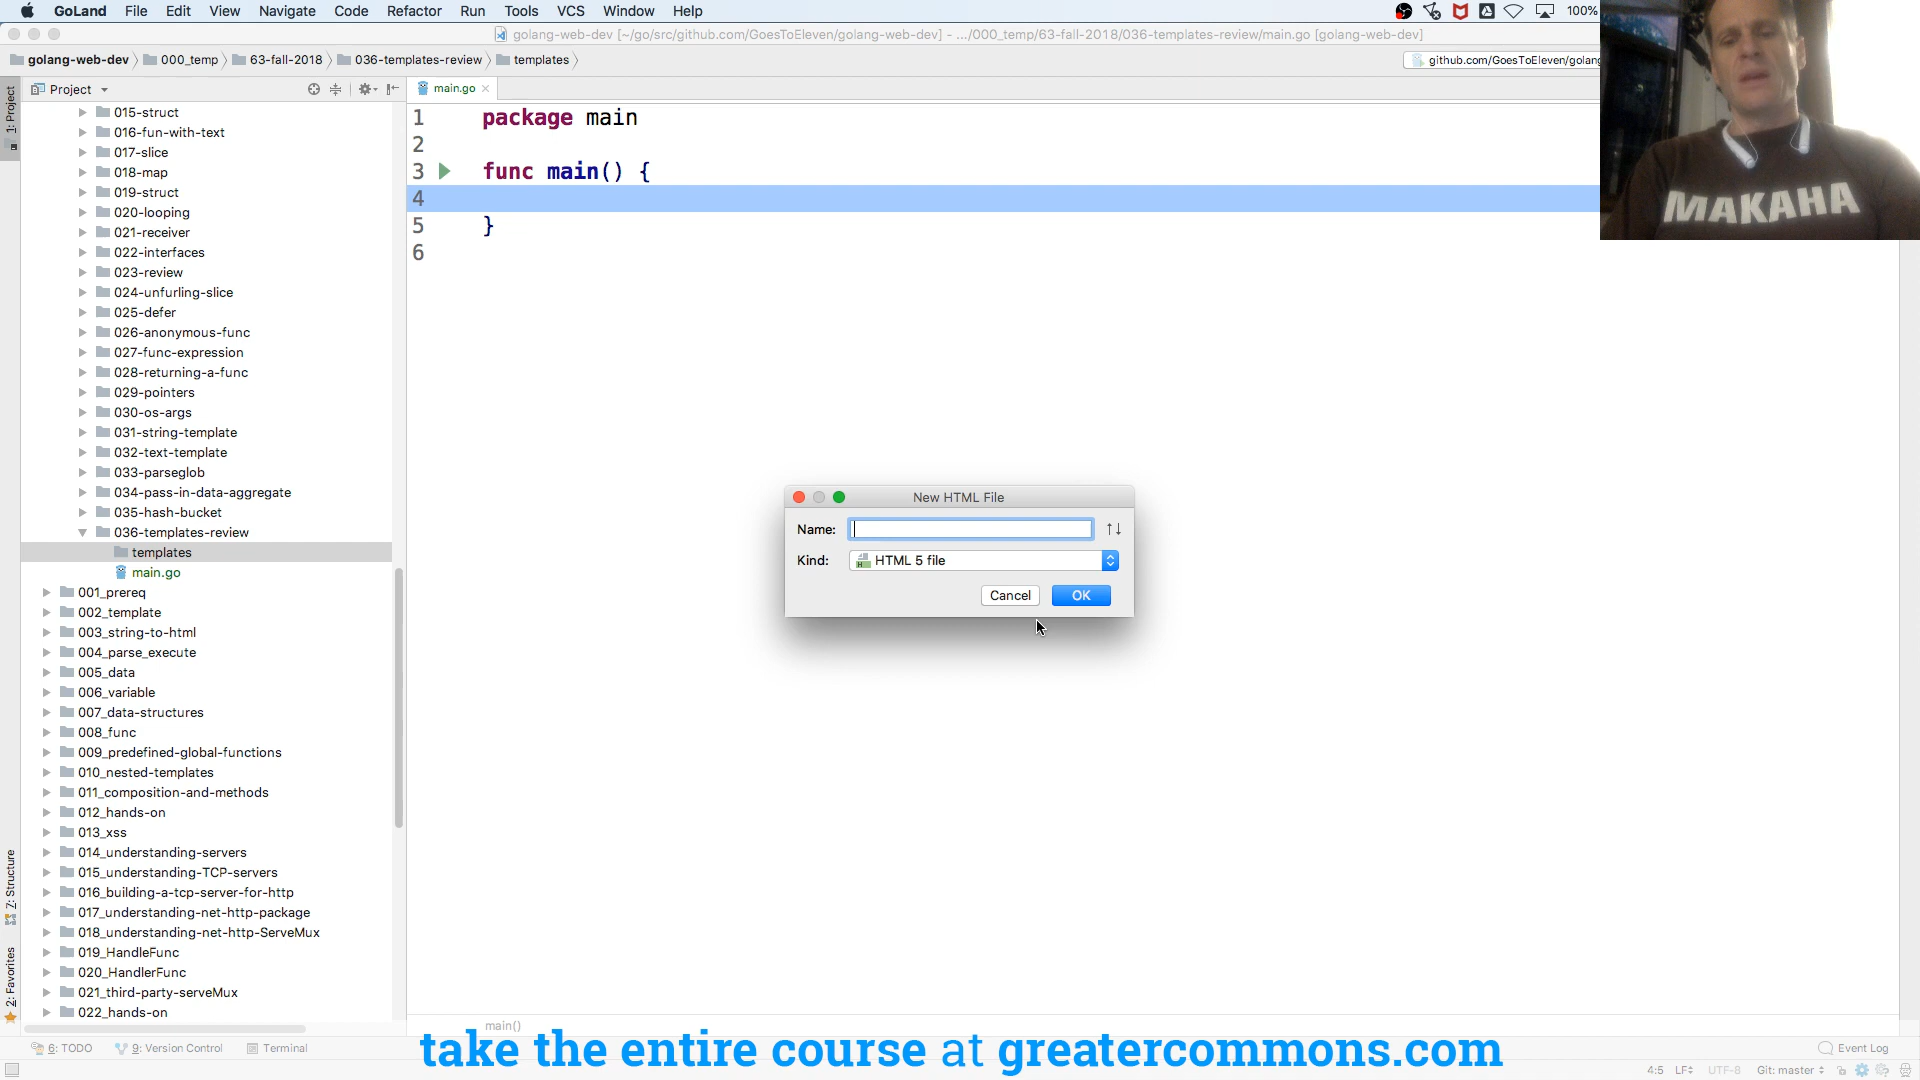 GoLand File Edit View Navigate Code Refactor Run Tools VCS Window Help 100%
golang-web-dev [~/go/src/github.com/GoesToEleven/golang-web-dev] - .../000_temp/63-fall-2018/036-templates-review/main.go [golang-web-dev]
golang-web-dev 000_temp 63-fall-2018 036-templates-review templates github.com/GoesToEleven/golang
1: Project
Project
main.go
015-struct
016-fun-with-text
017-slice
018-map
019-struct
020-looping
021-receiver
022-interfaces
023-review
024-unfurling-slice
025-defer
026-anonymous-func
027-func-expression
028-returning-a-func
029-pointers
030-os-args
031-string-template
032-text-template
033-parseglob
034-pass-in-data-aggregate
035-hash-bucket
036-templates-review
templates
main.go
001_prereq
002_template
003_string-to-html
004_parse_execute
005_data
006_variable
007_data-structures
008_func
009_predefined-global-functions
010_nested-templates
011_composition-and-methods
012_hands-on
013_xss
014_understanding-servers
015_understanding-TCP-servers
016_building-a-tcp-server-for-http
017_understanding-net-http-package
018_understanding-net-http-ServeMux
019_HandleFunc
020_HandlerFunc
021_third-party-serveMux
022_hands-on
1 package main
2
3 func main() {
4
5 }
6
New HTML File
Name:
Kind: HTML 5 file
Cancel OK
MAKAHA
7: Structure
2: Favorites
main()
6: TODO 9: Version Control Terminal
take the entire course at greatercommons.com
Event Log
4:5 LF UTF-8 Git: master